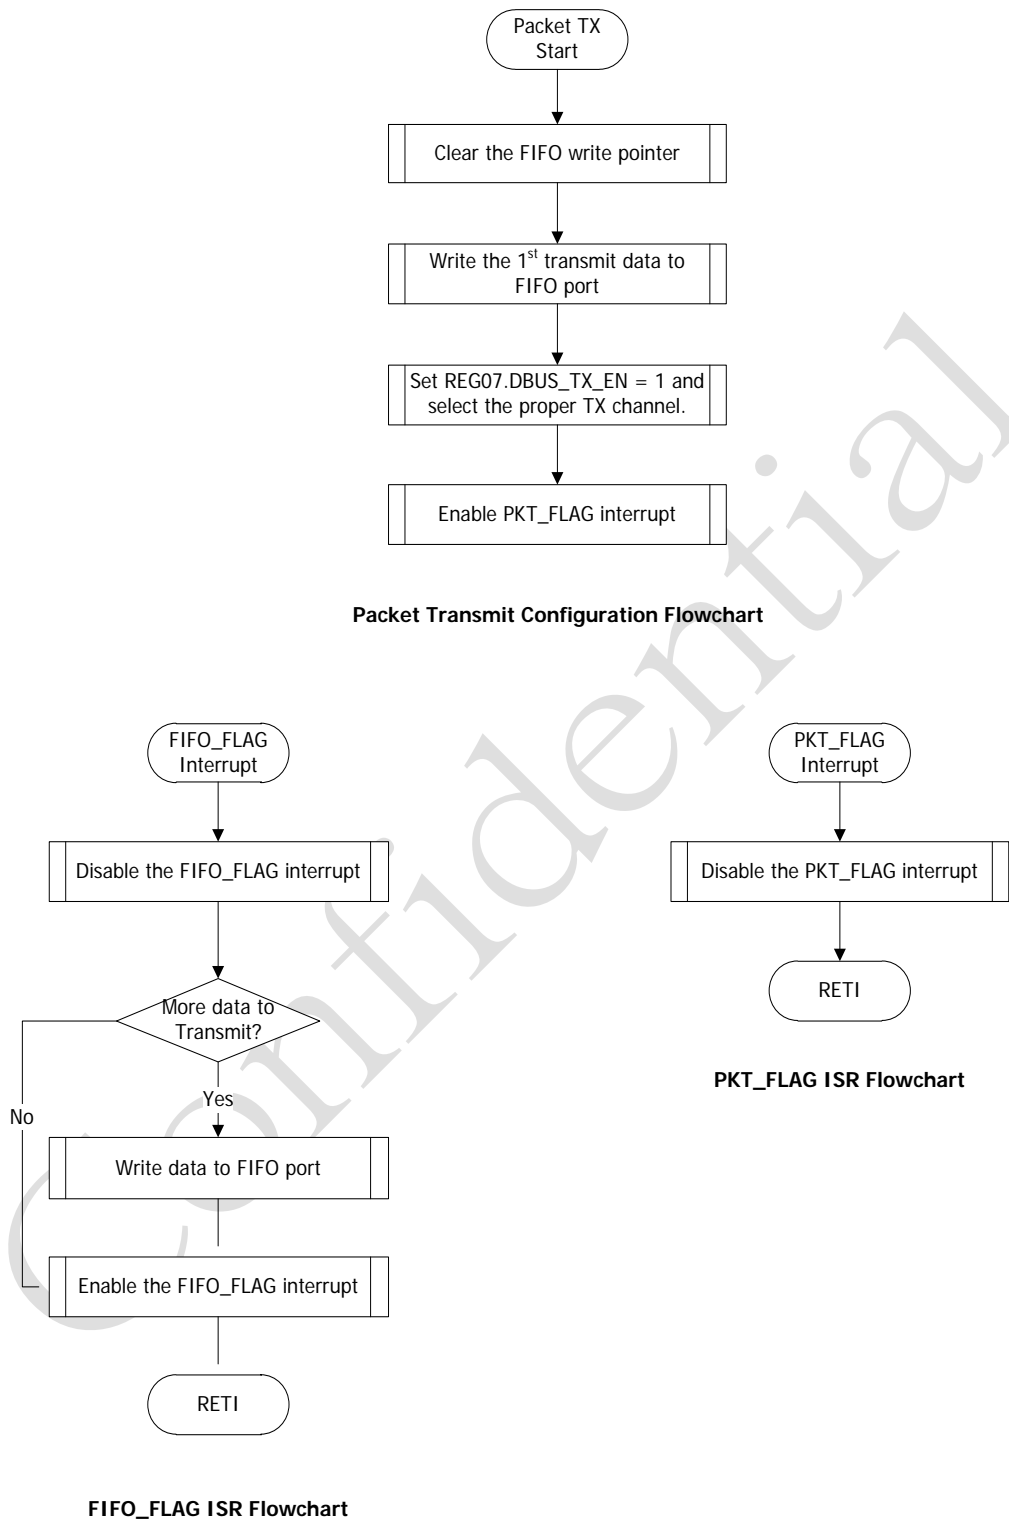 Packet TX
Start
Clear the FIFO write pointer
Write the 1st transmit data to
FIFO port
Set REG07.DBUS_TX_EN = 1 and
select the proper TX channel.
Enable PKT_FLAG interrupt
Packet Transmit Configuration Flowchart
FIFO_FLAG
Interrupt
Disable the FIFO_FLAG interrupt
More data to
Transmit?
Yes
No
Write data to FIFO port
Enable the FIFO_FLAG interrupt
RETI
FIFO_FLAG ISR Flowchart
PKT_FLAG
Interrupt
Disable the PKT_FLAG interrupt
RETI
PKT_FLAG ISR Flowchart
Confidential